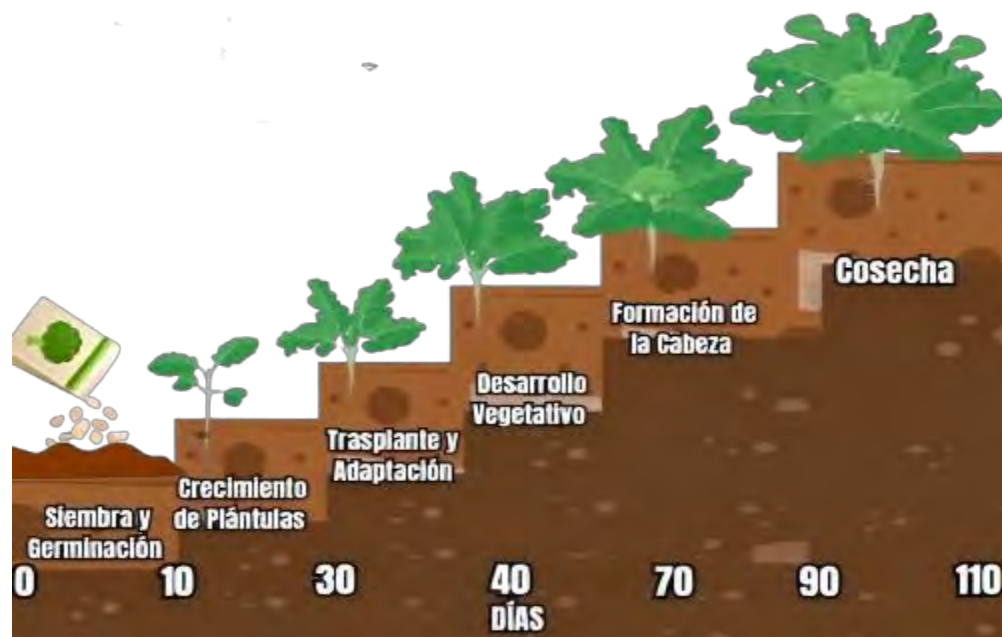 Siembra y
Germinación
Crecimiento
de Plántulas
Trasplante y
Adaptación
Desarrollo
Vegetativo
Formación de
la Cabeza
Cosecha
0 10 30 40 70 90 110
DÍAS